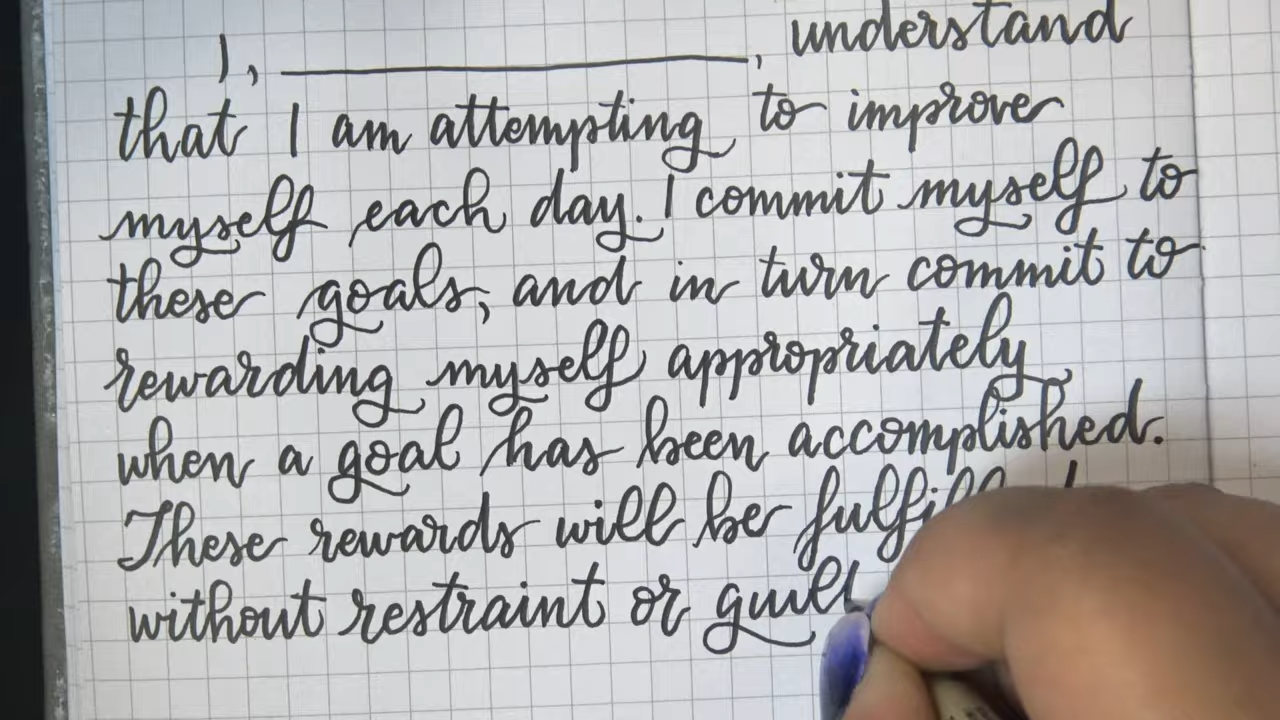 I, ____________, understand
that I am attempting to improve
myself each day. I commit myself to
these goals, and in turn commit to
rewarding myself appropriately
when a goal has been accomplished.
These rewards will be
without restraint or